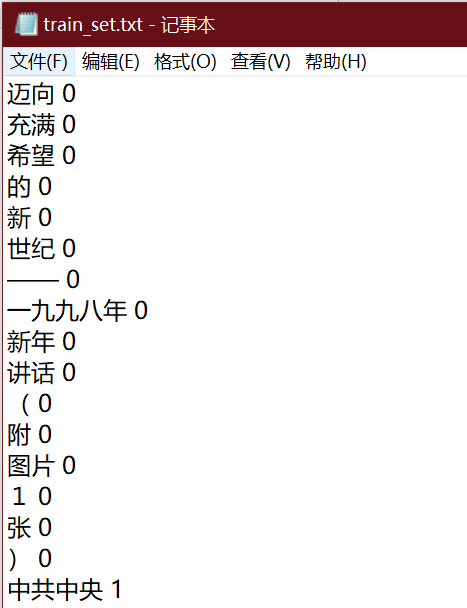 train_set.txt - 记事本
文件(F) 编辑(E) 格式(O) 查看(V) 帮助(H)
迈向 0
充满 0
希望 0
的 0
新 0
世纪 0
—— 0
一九九八年 0
新年 0
讲话 0
（ 0
附 0
图片 0
１ 0
张 0
） 0
中共中央 1